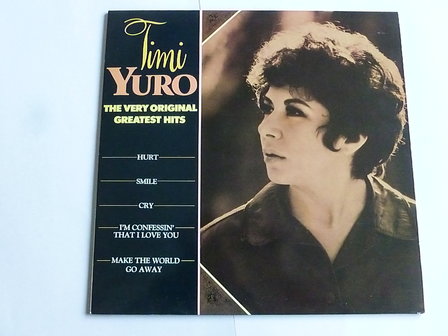 Timi
YURO
THE VERY ORIGINAL
GREATEST HITS
HURT
SMILE
CRY
I'M CONFESSIN'
THAT I LOVE YOU
MAKE THE WORLD
GO AWAY